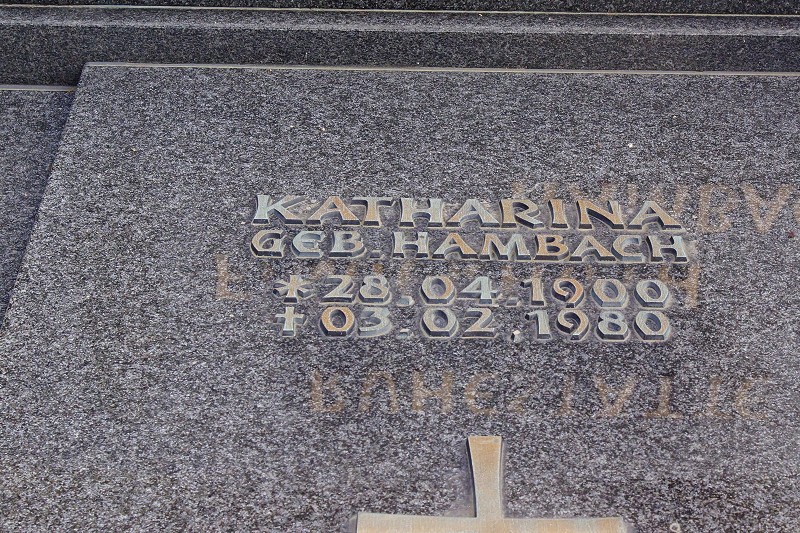 KATHARINA
GEB. HAMBACH
* 28.04.1900
† 03.02.1980